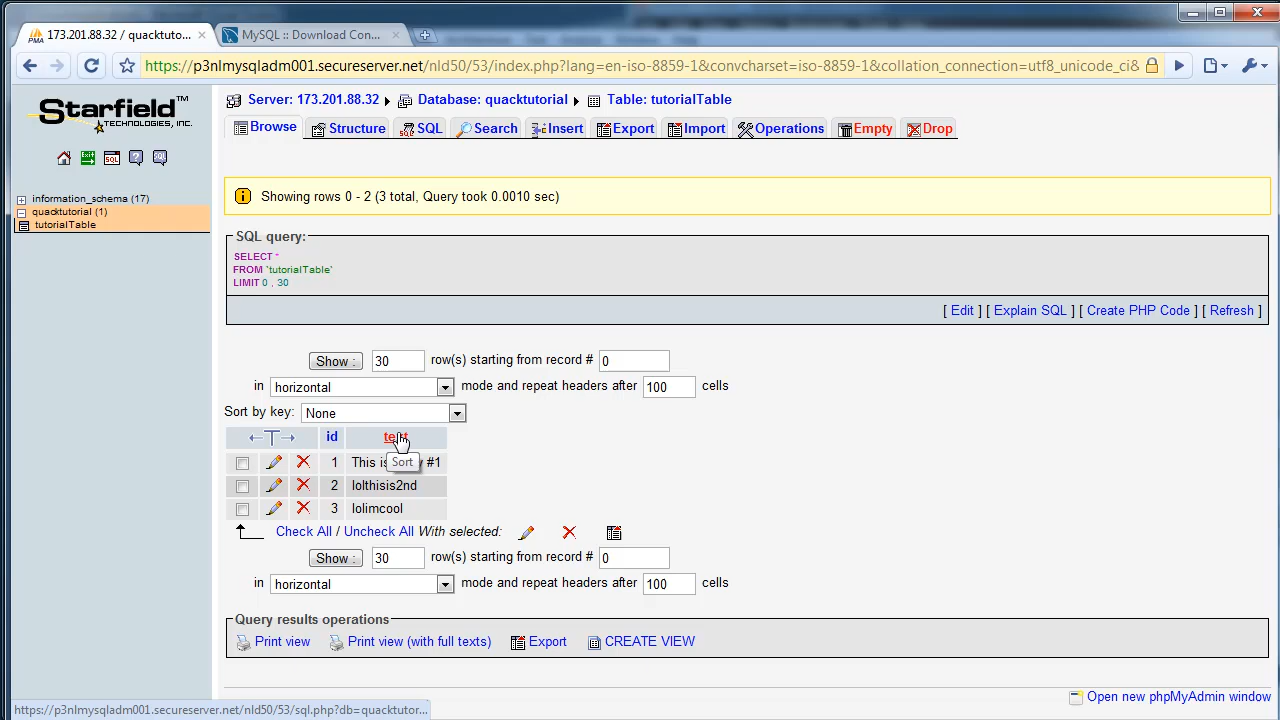 173.201.88.32 / quacktuto...
MySQL :: Download Con...
https://p3nlmysqladm001.secureserver.net/nld50/53/index.php?lang=en-iso-8859-1&convcharset=iso-8859-1&collation_connection=utf8_unicode_ci&
Starfield™
TECHNOLOGIES, INC.
Server: 173.201.88.32 Database: quacktutorial Table: tutorialTable
Browse Structure SQL Search Insert Export Import Operations Empty Drop
information_schema (17)
quacktutorial (1)
tutorialTable
Showing rows 0 - 2 (3 total, Query took 0.0010 sec)
SQL query:
SELECT *
FROM `tutorialTable`
LIMIT 0 , 30
[ Edit ] [ Explain SQL ] [ Create PHP Code ] [ Refresh ]
Show : 30 row(s) starting from record # 0
in horizontal mode and repeat headers after 100 cells
Sort by key: None
id
Sort
1 This is #1
2 lolthisis2nd
3 lolimcool
Check All / Uncheck All With selected:
Show : 30 row(s) starting from record # 0
in horizontal mode and repeat headers after 100 cells
Query results operations
Print view Print view (with full texts) Export CREATE VIEW
Open new phpMyAdmin window
https://p3nlmysqladm001.secureserver.net/nld50/53/sql.php?db=quacktutor...